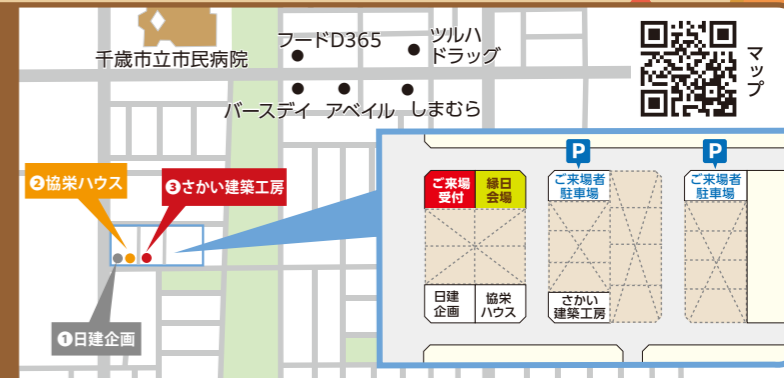 千歳市立市民病院
フードD365
ツルハ
ドラッグ
バースデイ
アベイル
しまむら
マップ
❷協栄ハウス
❸さかい建築工房
❶日建企画
P
P
ご来場
受付
縁日
会場
ご来場者
駐車場
ご来場者
駐車場
日建
企画
協栄
ハウス
さかい
建築工房